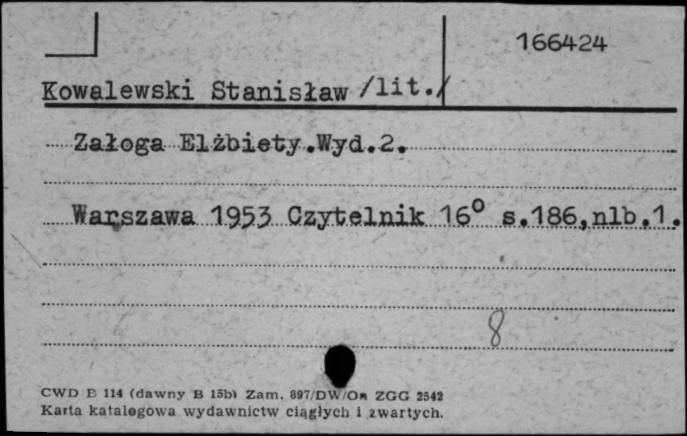 166424
Kowalewski Stanisław /lit./
Załoga Elżbiety.Wyd.2.
Warszawa 1953 Czytelnik 16° s.186,nlb.1.
8
CWD B 114 (dawny B 15b) Zam. 897/DW/On ZGG 2542
Karta katalogowa wydawnictw ciągłych i zwartych.